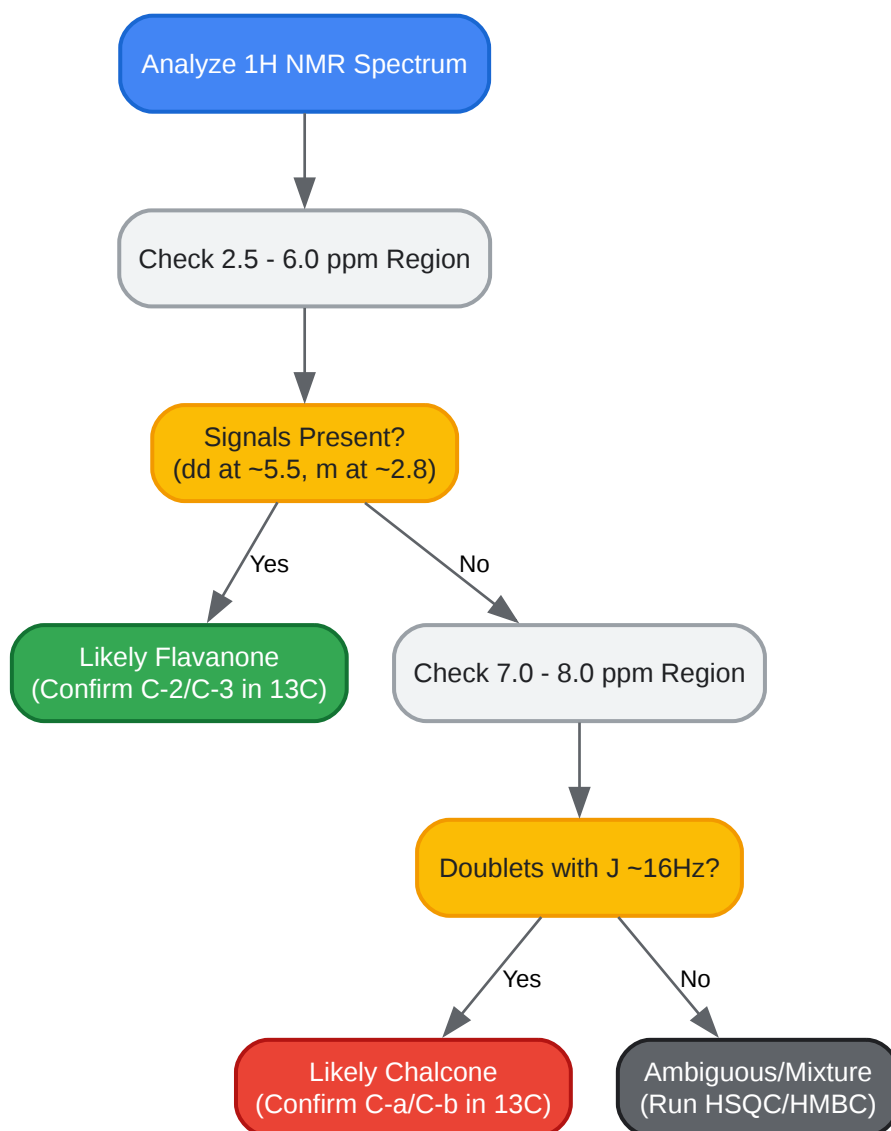 Analyze 1H NMR Spectrum
Check 2.5 - 6.0 ppm Region
Signals Present?
(dd at ~5.5, m at ~2.8)
Yes
No
Likely Flavanone
(Confirm C-2/C-3 in 13C)
Check 7.0 - 8.0 ppm Region
Doublets with J ~16Hz?
Yes
No
Likely Chalcone
(Confirm C-a/C-b in 13C)
Ambiguous/Mixture
(Run HSQC/HMBC)